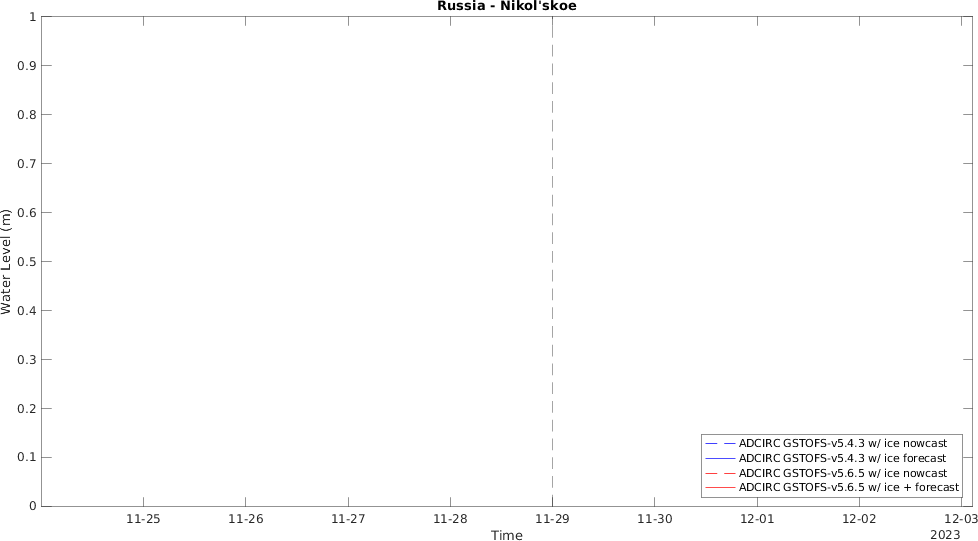 Russia - Nikol'skoe
1
0.9
0.8
0.7
0.6
0.5
0.4
0.3
0.2
0.1
0
Water Level (m)
ADCIRC GSTOFS-v5.4.3 w/ ice nowcast
ADCIRC GSTOFS-v5.4.3 w/ ice forecast
ADCIRC GSTOFS-v5.6.5 w/ ice nowcast
ADCIRC GSTOFS-v5.6.5 w/ ice + forecast
11-25 11-26 11-27 11-28 11-29 11-30 12-01 12-02 12-03
Time
2023